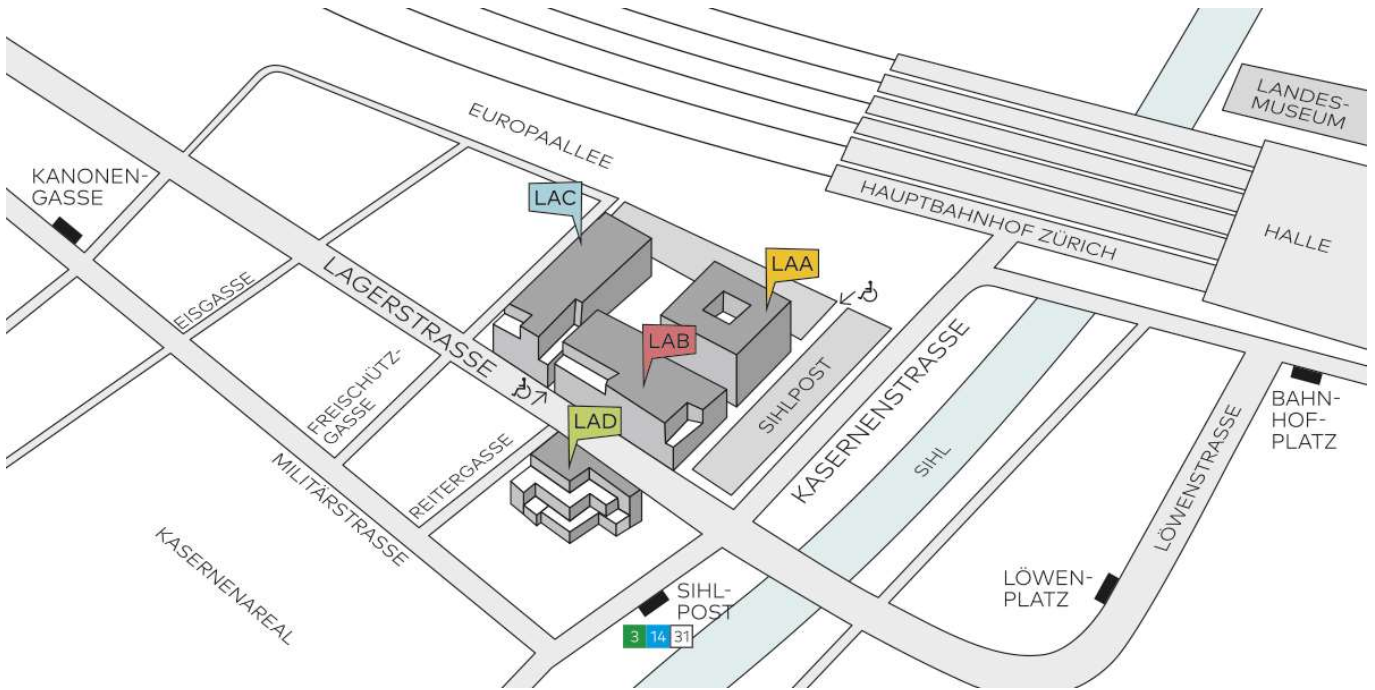 LANDES-
MUSEUM
EUROPAALLEE
KANONEN-
GASSE
LAC
HAUPTBAHNHOF ZÜRICH
HALLE
LAA
LAGERSTRASSE
EISGASSE
LAB
SIHLPOST
KASERNENSTRASSE
SIHL
BAHN-
HOF-
PLATZ
FREISCHÜTZ-
GASSE
LAD
REITERGASSE
MILITÄRSTRASSE
LÖWENSTRASSE
KASERNENAREAL
LÖWEN-
PLATZ
SIHL-
POST
3 14 31